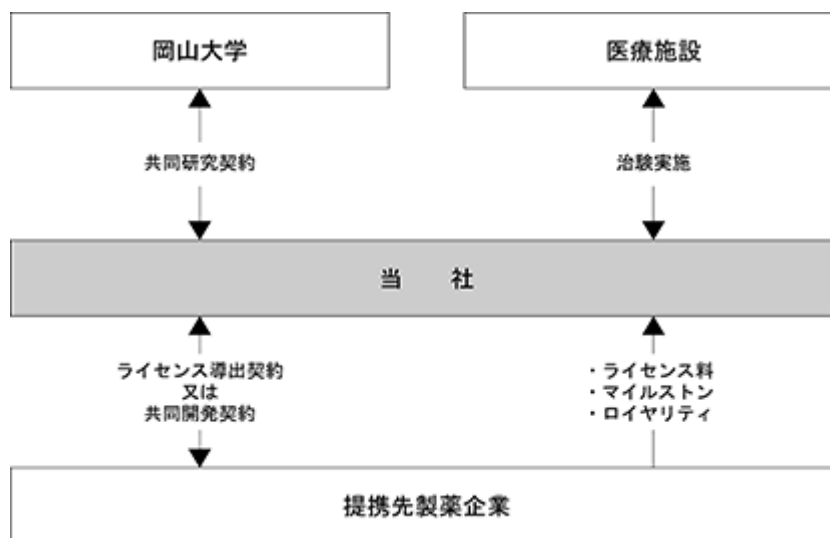 岡山大学
医療施設
共同研究契約
治験実施
当 社
ライセンス導出契約
又は
共同開発契約
・ライセンス料
・マイルストン
・ロイヤリティ
提携先製薬企業